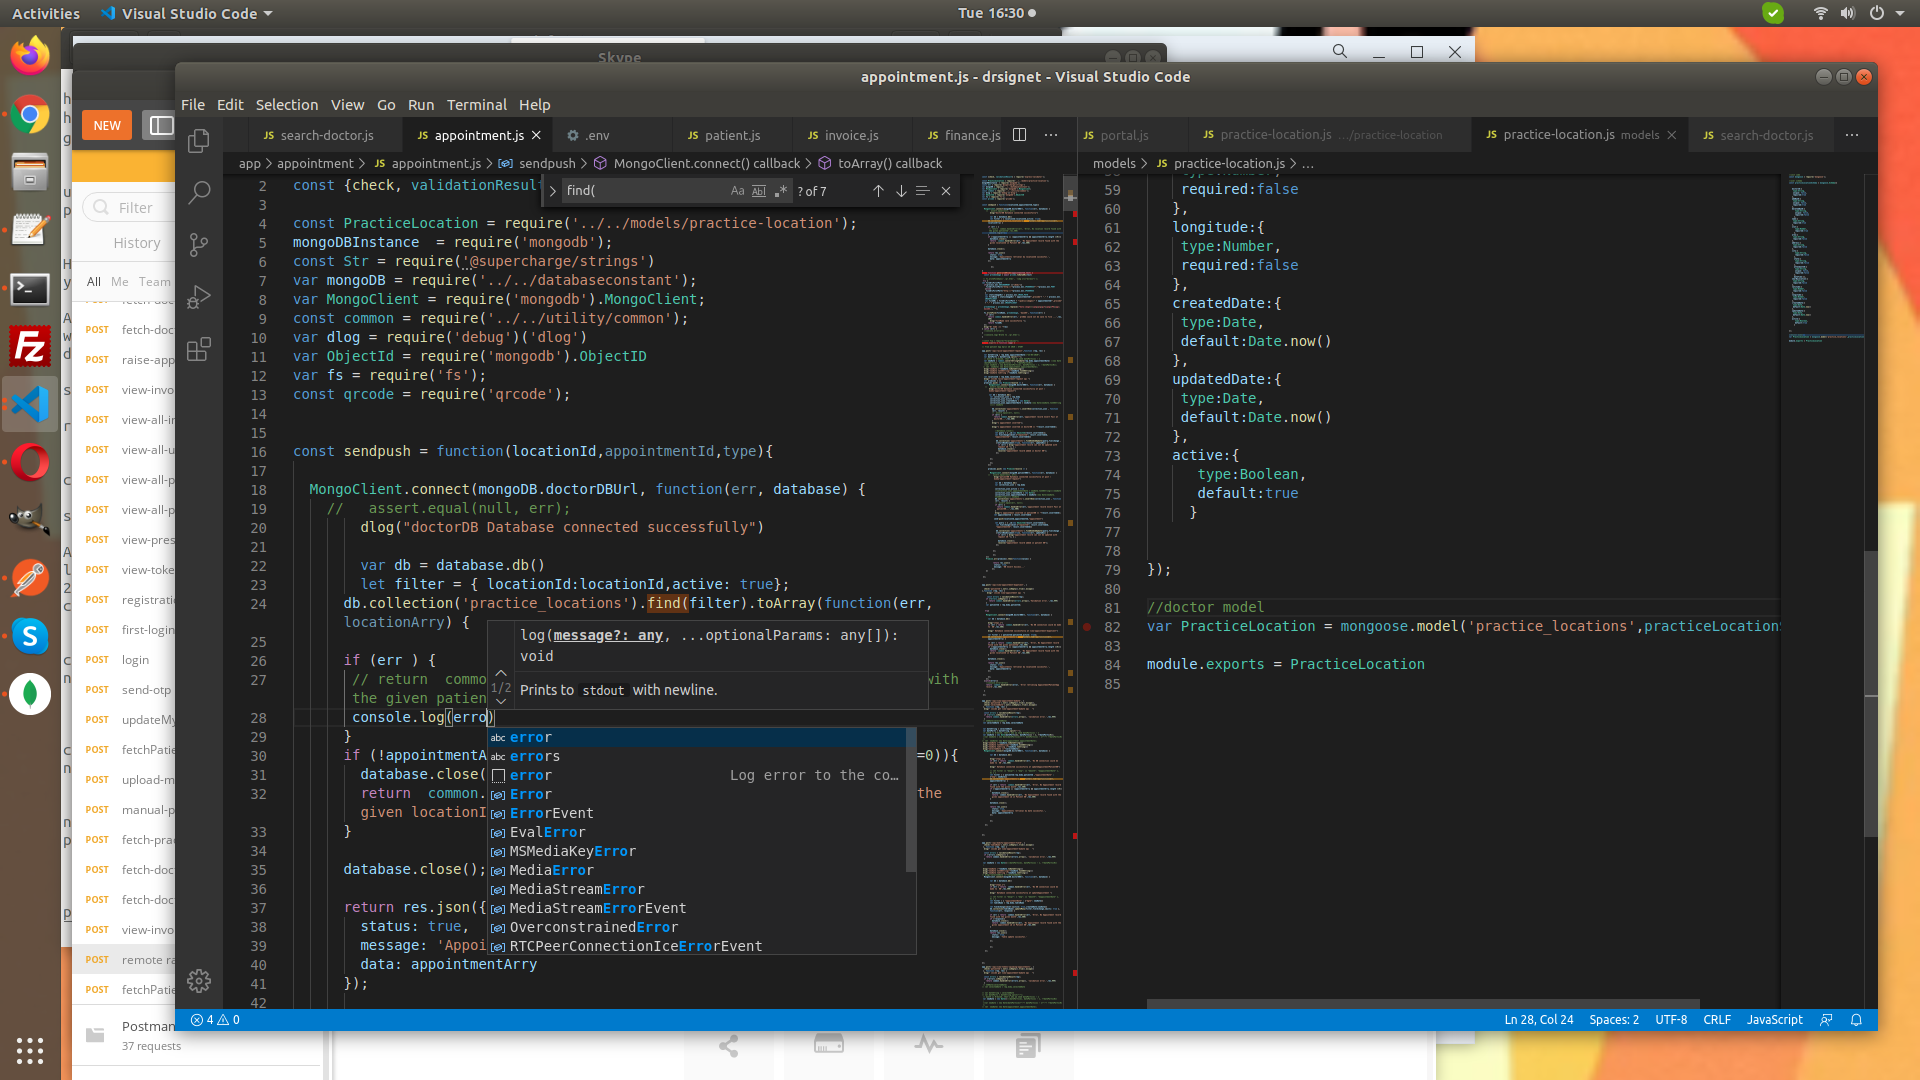 Activities
Visual Studio Code
Tue 16:30
Skype
appointment.js - drsignet - Visual Studio Code
File Edit Selection View Go Run Terminal Help
NEW
Filter
History
All Me Team
POST fetch-doc
POST raise-app
POST view-invo
POST view-all-in
POST view-all-u
POST view-all-p
POST view-all-p
POST view-pres
POST view-toke
POST registratio
POST first-login
POST login
POST send-otp
POST updateMy
POST fetchPatie
POST upload-m
POST manual-p
POST fetch-prac
POST fetch-doc
POST fetch-doc
POST view-invo
POST remote ra
POST fetchPatie
Postman
37 requests
JS search-doctor.js
JS appointment.js
.env
JS patient.js
JS invoice.js
JS finance.js
app > appointment > JS appointment.js > sendpush > MongoClient.connect() callback > toArray() callback
find(
Aa Abl .*
? of 7
2 const {check, validationResult
3
4 const PracticeLocation = require('../../models/practice-location');
5 mongoDBInstance  = require('mongodb');
6 const Str = require('@supercharge/strings')
7 var mongoDB = require('../../databaseconstant');
8 var MongoClient = require('mongodb').MongoClient;
9 const common = require('../../utility/common');
10 var dlog = require('debug')('dlog')
11 var ObjectId = require('mongodb').ObjectID
12 var fs = require('fs');
13 const qrcode = require('qrcode');
14
15
16 const sendpush = function(locationId,appointmentId,type){
17
18 MongoClient.connect(mongoDB.doctorDBUrl, function(err, database) {
19 //   assert.equal(null, err);
20 dlog("doctorDB Database connected successfully")
21
22 var db = database.db()
23 let filter = { locationId:locationId,active: true};
24 db.collection('practice_locations').find(filter).toArray(function(err,
locationArry) {
25
26 if (err ) {
27 // return  commo with
the given patien
28 console.log(erro)
29 }
30 if (!appointmentA =0)){
31 database.close(
32 return  common. the
given locationI
33 }
34
35 database.close();
36
37 return res.json({
38 status: true,
39 message: 'Appoi
40 data: appointmentArry
41 });
42
log(message?: any, ...optionalParams: any[]):
void
1/2
Prints to stdout with newline.
abc error
abc errors
error Log error to the co…
Error
ErrorEvent
EvalError
MSMediaKeyError
MediaError
MediaStreamError
MediaStreamErrorEvent
OverconstrainedError
RTCPeerConnectionIceErrorEvent
JS portal.js
JS practice-location.js .../practice-location
JS practice-location.js models
JS search-doctor.js
models > JS practice-location.js > ...
59 required:false
60 },
61 longitude:{
62 type:Number,
63 required:false
64 },
65 createdDate:{
66 type:Date,
67 default:Date.now()
68 },
69 updatedDate:{
70 type:Date,
71 default:Date.now()
72 },
73 active:{
74 type:Boolean,
75 default:true
76 }
77
78
79 });
80
81 //doctor model
82 var PracticeLocation = mongoose.model('practice_locations',practiceLocation
83
84 module.exports = PracticeLocation
85
4 0
Ln 28, Col 24 Spaces: 2 UTF-8 CRLF JavaScript